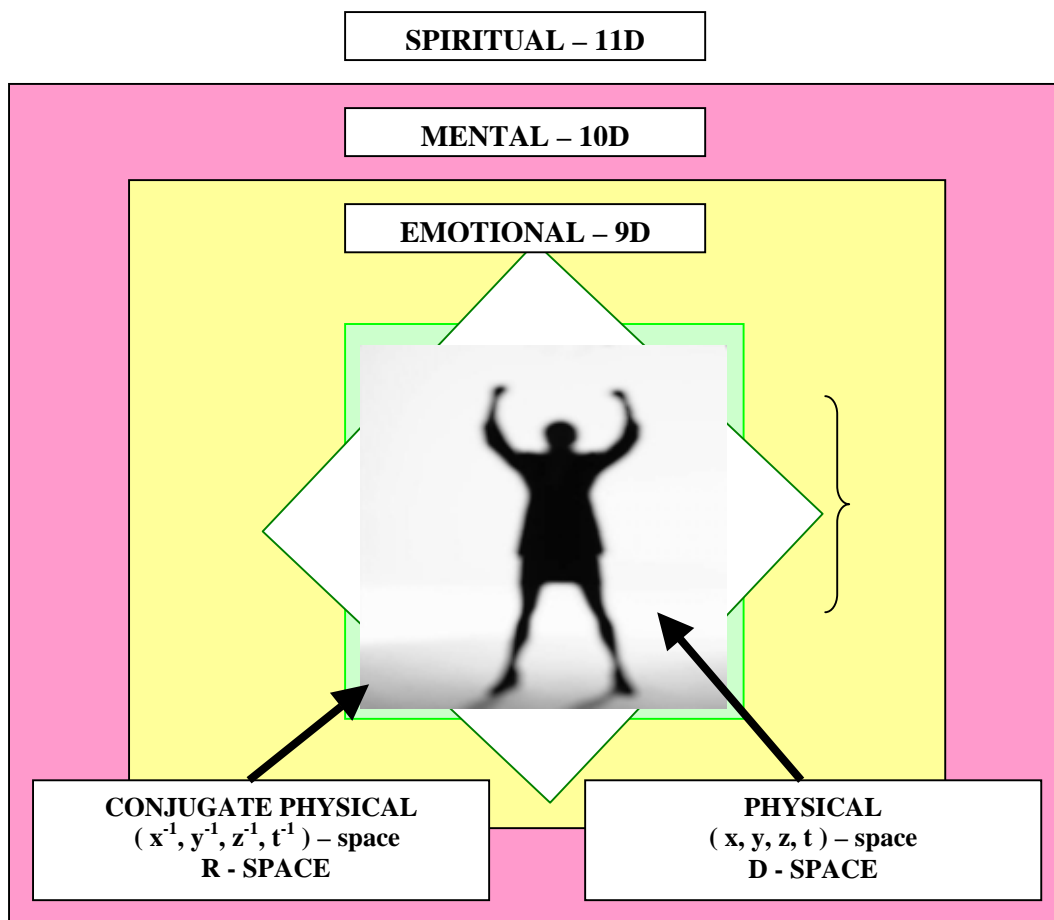 SPIRITUAL – 11D
MENTAL – 10D
EMOTIONAL – 9D
CONJUGATE PHYSICAL
( x⁻¹, y⁻¹, z⁻¹, t⁻¹ ) – space
R - SPACE
PHYSICAL
( x, y, z, t ) – space
D - SPACE